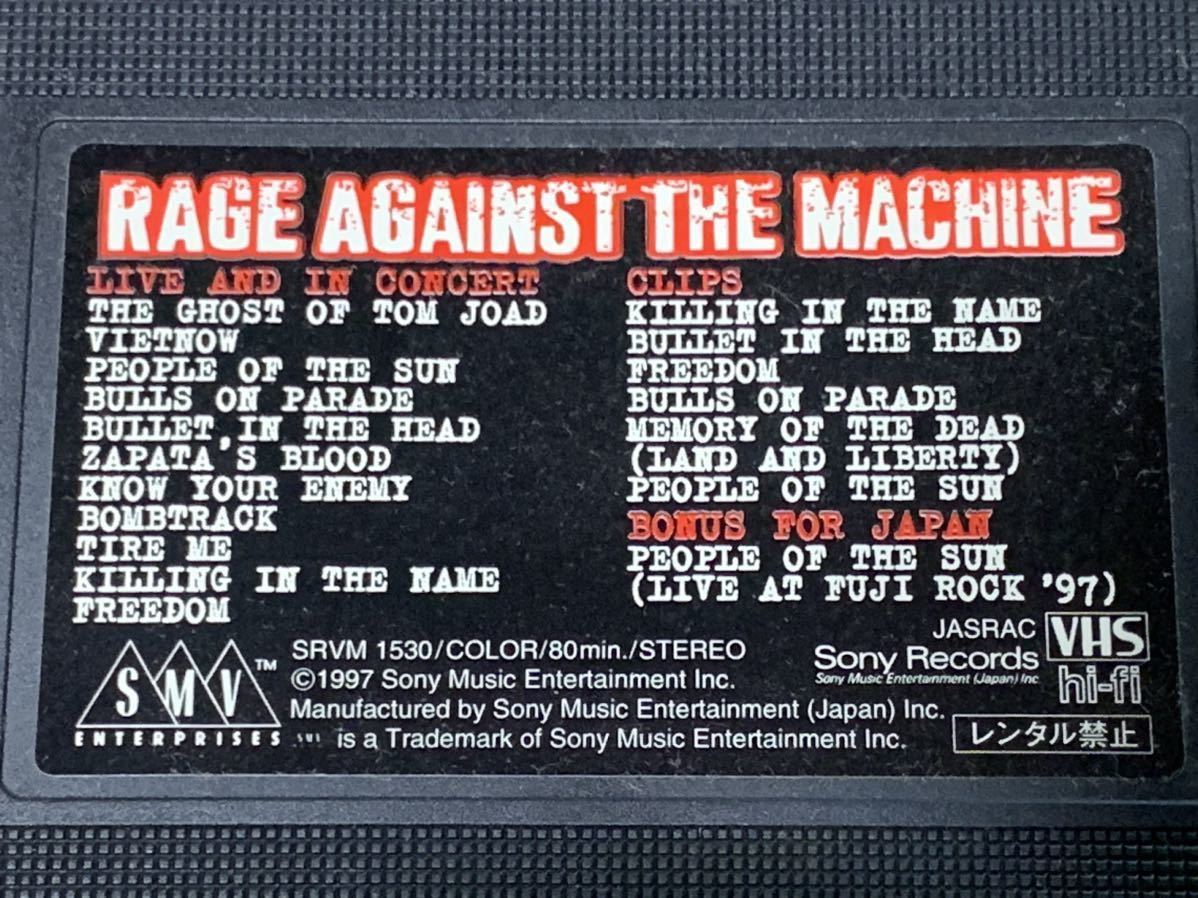 RAGE AGAINST THE MACHINE
LIVE AND IN CONCERT
THE GHOST OF TOM JOAD
VIETNOW
PEOPLE OF THE SUN
BULLS ON PARADE
BULLET IN THE HEAD
ZAPATA'S BLOOD
KNOW YOUR ENEMY
BOMBTRACK
TIRE ME
KILLING IN THE NAME
FREEDOM
CLIPS
KILLING IN THE NAME
BULLET IN THE HEAD
FREEDOM
BULLS ON PARADE
MEMORY OF THE DEAD
(LAND AND LIBERTY)
PEOPLE OF THE SUN
BONUS FOR JAPAN
PEOPLE OF THE SUN
(LIVE AT FUJI ROCK '97)
SMV™
ENTERPRISES
SRVM 1530/COLOR/80min./STEREO
©1997 Sony Music Entertainment Inc.
Manufactured by Sony Music Entertainment (Japan) Inc.
is a Trademark of Sony Music Entertainment Inc.
JASRAC
Sony Records
Sony Music Entertainment (Japan) Inc.
VHS
hi-fi
レンタル禁止